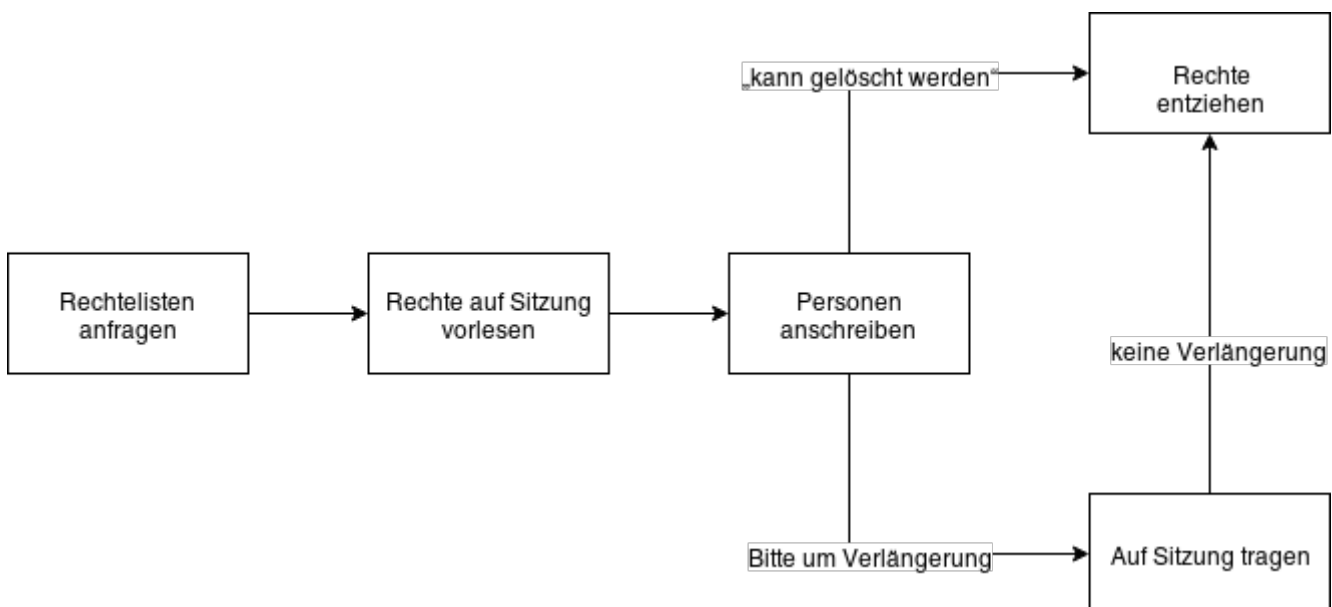 „kann gelöscht werden“
Rechte
entziehen
Rechtelisten
anfragen
Rechte auf Sitzung
vorlesen
Personen
anschreiben
keine Verlängerung
Bitte um Verlängerung
Auf Sitzung tragen